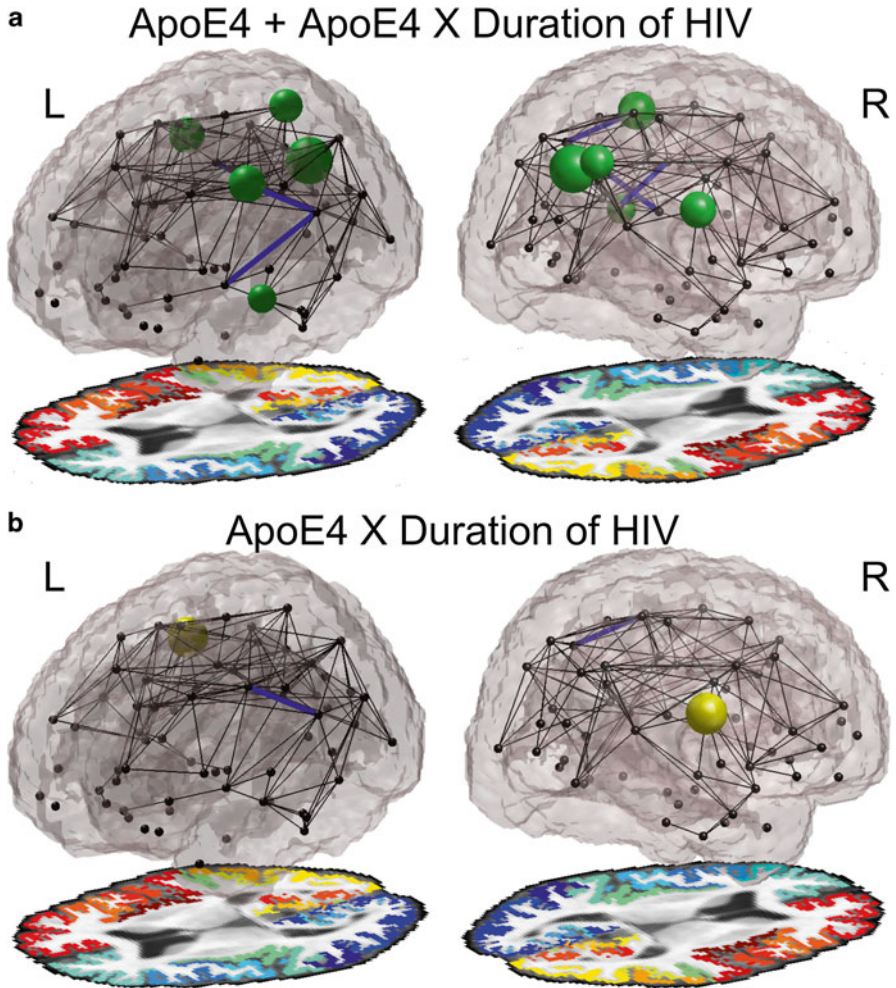 a
ApoE4 + ApoE4 X Duration of HIV
L
R
b
ApoE4 X Duration of HIV
L
R